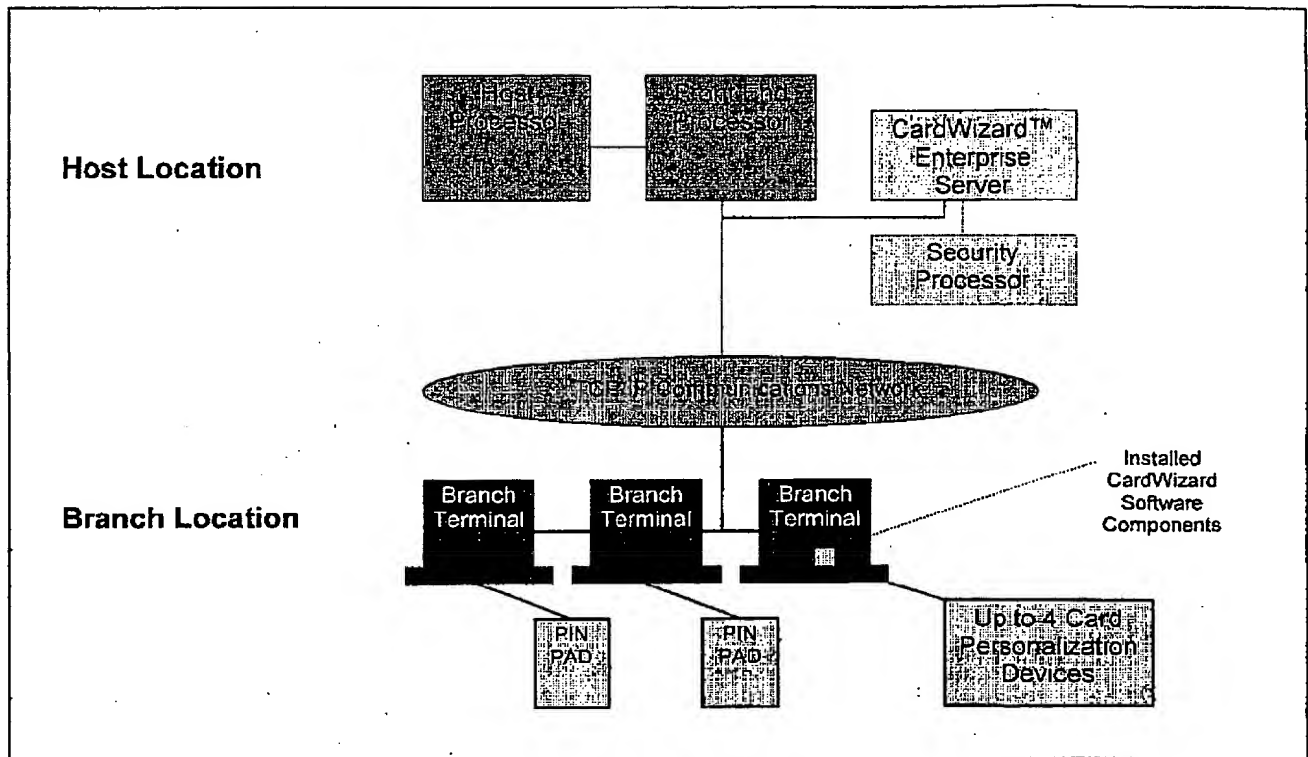 Host
Processor
Front End
Processor
CardWizard™
Enterprise
Server
Host Location
Security
Processor
Communications Network
Installed
CardWizard
Software
Components
Branch
Terminal
Branch
Terminal
Branch
Terminal
Branch Location
PIN
PAD
PIN
PAD
Up to 4 Card
Personalization
Devices